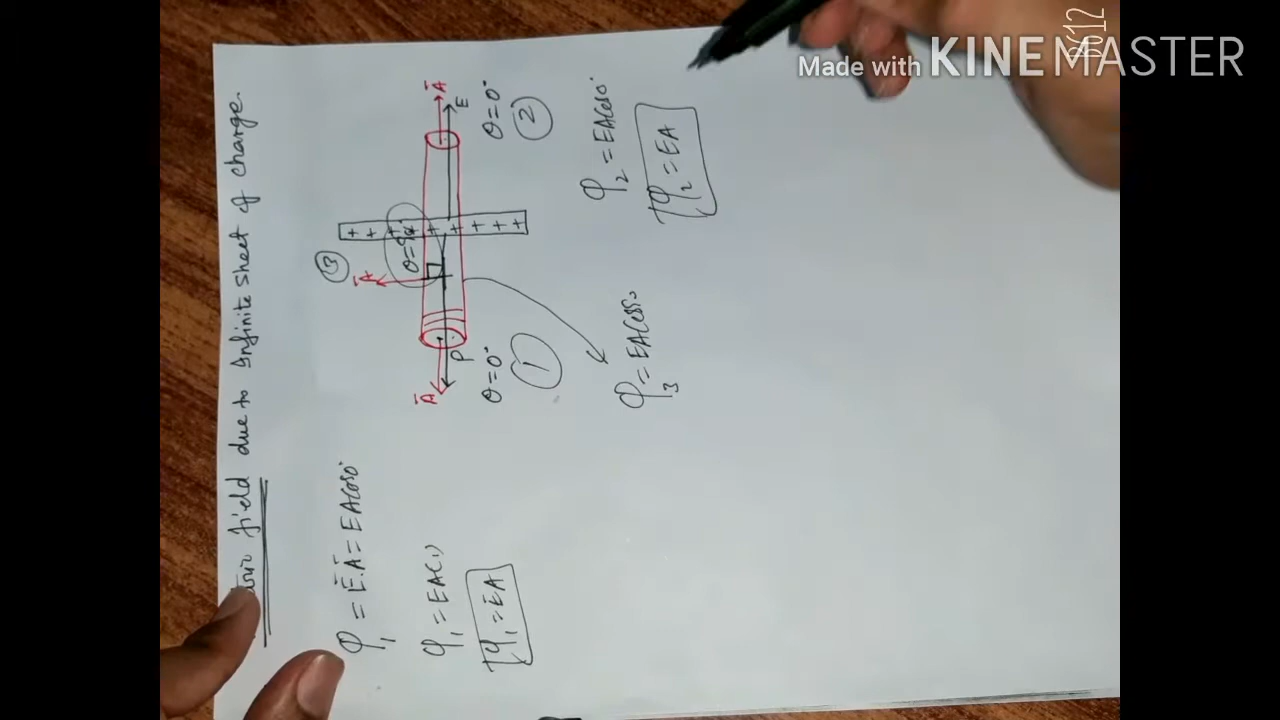 field due to Infinite sheet of charge.
φ₁ = E̅.A̅ = EAcos0°
φ₁ = EA(1)
φ₁ = EA
A̅
P
θ=0°
1
3
A̅
θ=90°
+ + + + + + + +
A̅
E
θ=0°
2
φ₃ = EAcos90
φ₂ = EAcos0°
φ₂ = EA
Made with KINEMASTER
B612